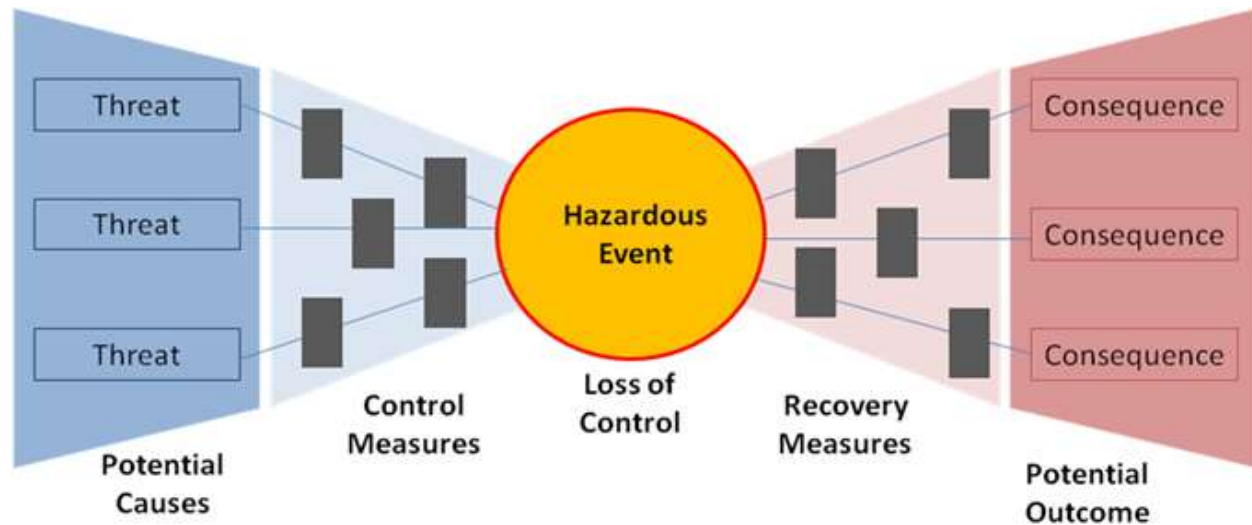 Threat
Threat
Threat
Potential
Causes
Control
Measures
Hazardous
Event
Loss of
Control
Recovery
Measures
Consequence
Consequence
Consequence
Potential
Outcome